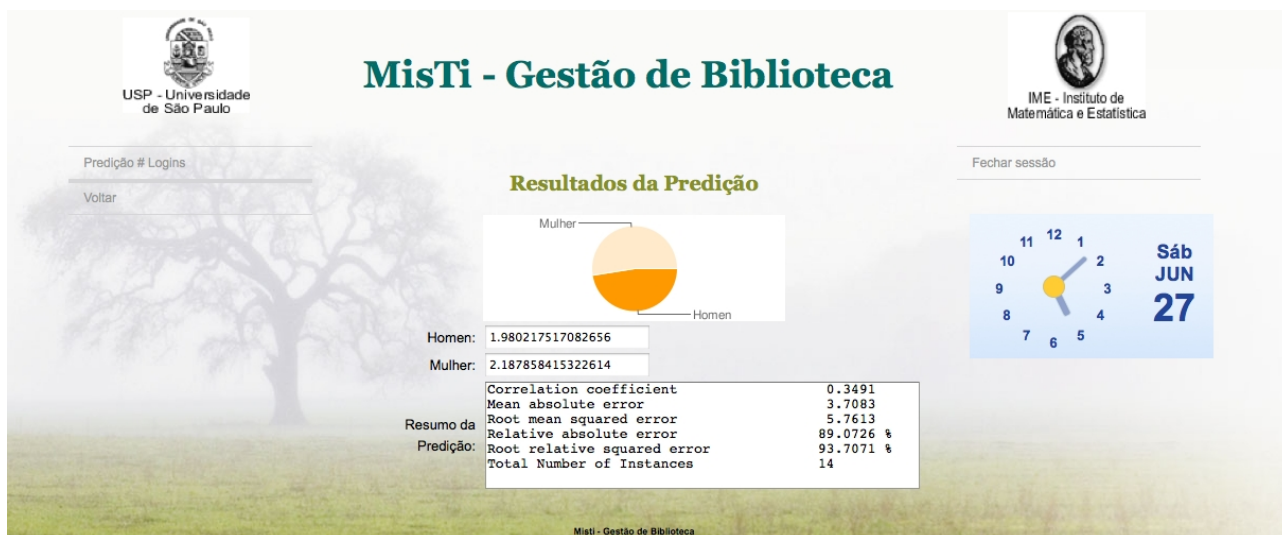 USP - Universidade
de São Paulo
MisTi - Gestão de Biblioteca
IME - Instituto de
Matemática e Estatística
Predição # Logins
Voltar
Fechar sessão
Resultados da Predição
Mulher
Homen
Homen: 1.980217517082656
Mulher: 2.187858415322614
Resumo da
Predição:
Correlation coefficient 0.3491
Mean absolute error 3.7083
Root mean squared error 5.7613
Relative absolute error 89.0726 %
Root relative squared error 93.7071 %
Total Number of Instances 14
12
1
2
3
4
5
6
7
8
9
10
11
Sáb
JUN
27
Misti - Gestão de Biblioteca